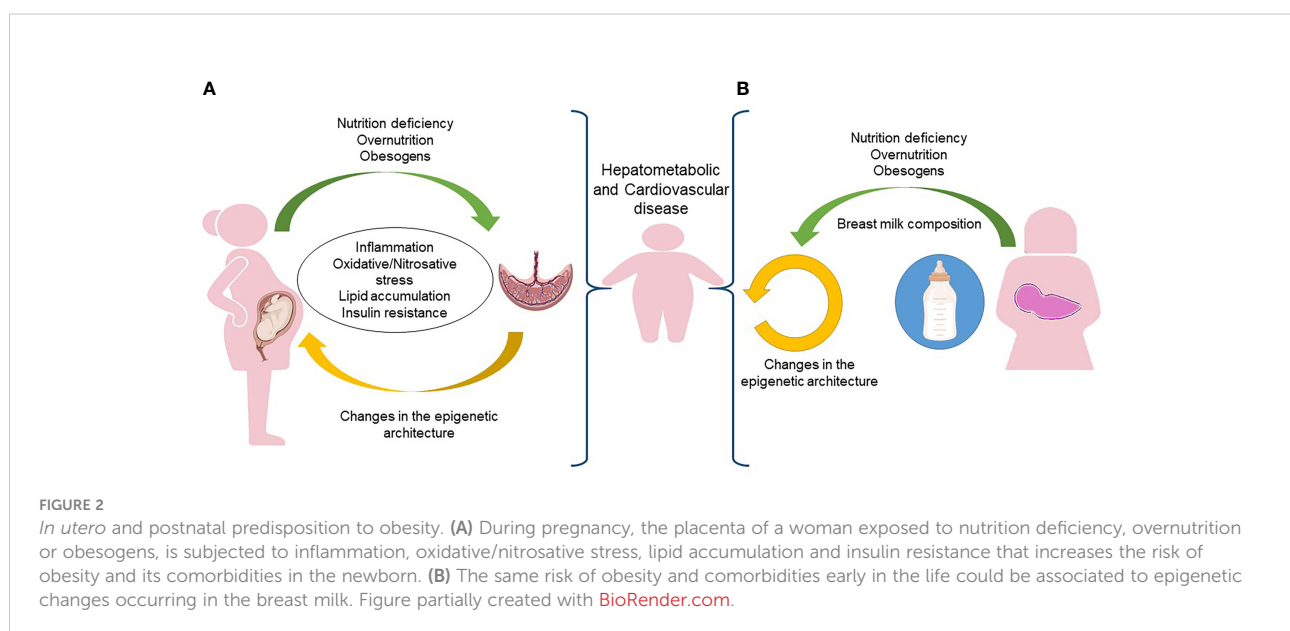 A
Nutrition deficiency
Overnutrition
Obesogens
Inflammation
Oxidative/Nitrosative
stress
Lipid accumulation
Insulin resistance
Changes in the epigenetic
architecture
Hepatometabolic
and Cardiovascular
disease
B
Nutrition deficiency
Overnutrition
Obesogens
Breast milk composition
Changes in the
epigenetic architecture
FIGURE 2
In utero and postnatal predisposition to obesity. (A) During pregnancy, the placenta of a woman exposed to nutrition deficiency, overnutrition
or obesogens, is subjected to inflammation, oxidative/nitrosative stress, lipid accumulation and insulin resistance that increases the risk of
obesity and its comorbidities in the newborn. (B) The same risk of obesity and comorbidities early in the life could be associated to epigenetic
changes occurring in the breast milk. Figure partially created with BioRender.com.